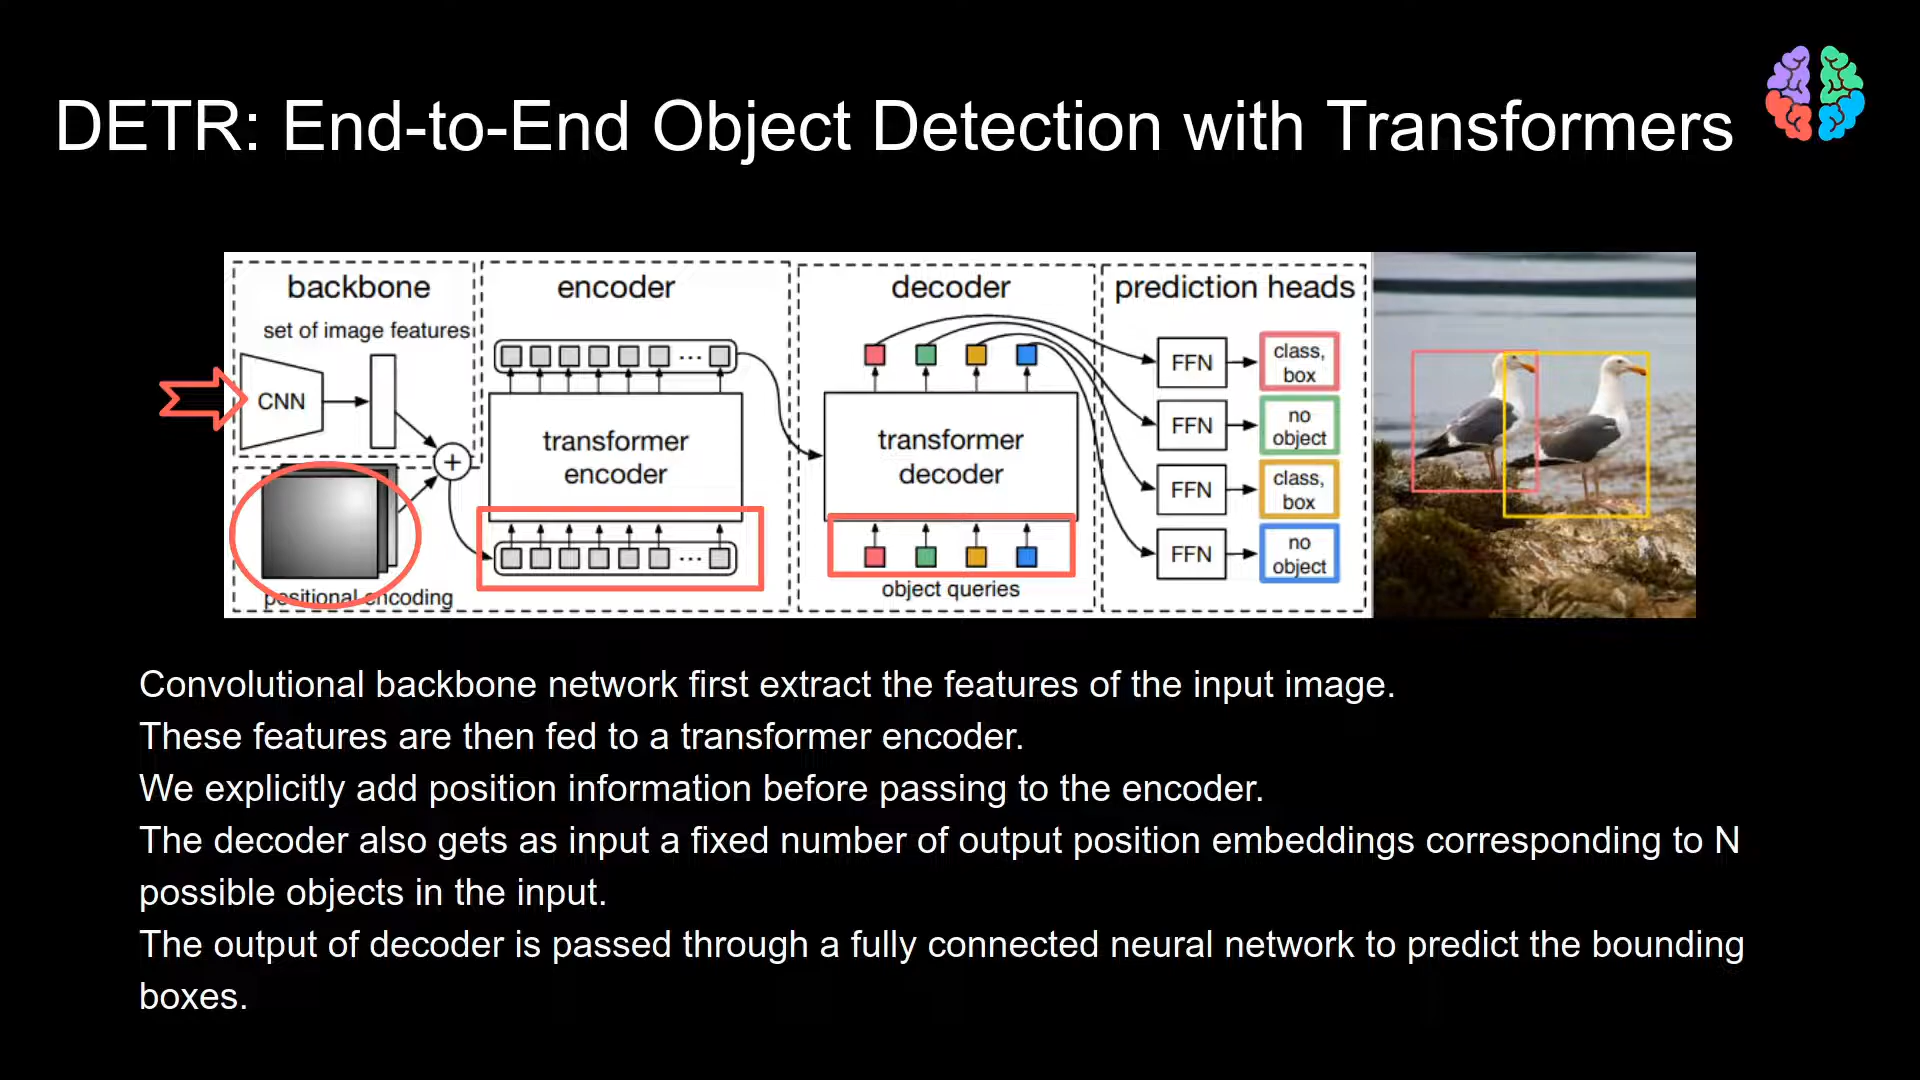 DETR: End-to-End Object Detection with Transformers
backbone
set of image features
CNN
+
positional encoding
encoder
...
transformer
encoder
...
decoder
transformer
decoder
object queries
prediction heads
FFN
class,
box
FFN
no
object
FFN
class,
box
FFN
no
object
Convolutional backbone network first extract the features of the input image.
These features are then fed to a transformer encoder.
We explicitly add position information before passing to the encoder.
The decoder also gets as input a fixed number of output position embeddings corresponding to N
possible objects in the input.
The output of decoder is passed through a fully connected neural network to predict the bounding
boxes.